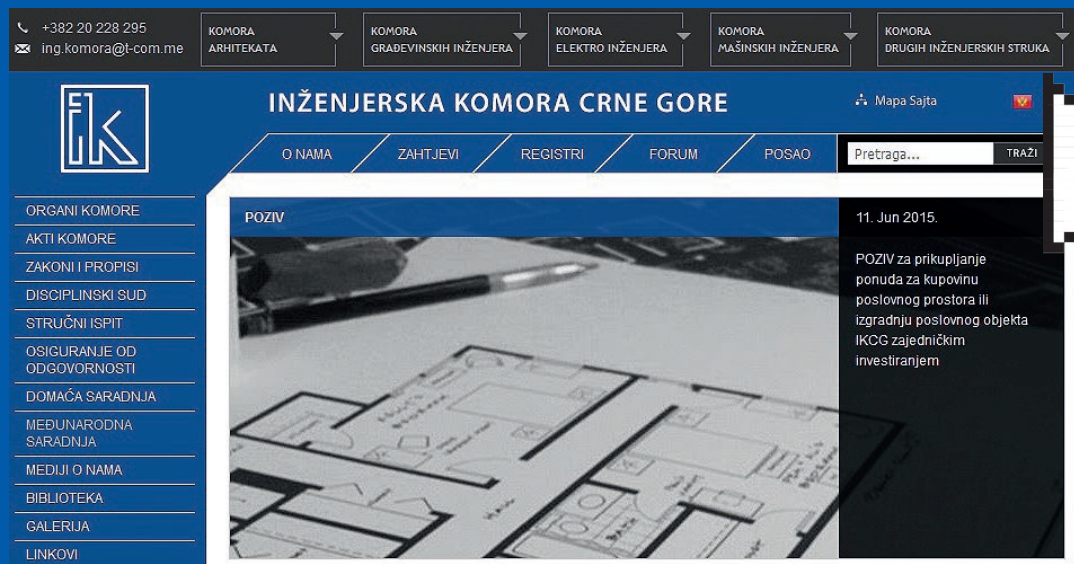 +382 20 228 295
ing.komora@t-com.me
KOMORA
ARHITEKATA
KOMORA
GRAĐEVINSKIH INŽENJERA
KOMORA
ELEKTRO INŽENJERA
KOMORA
MAŠINSKIH INŽENJERA
KOMORA
DRUGIH INŽENJERSKIH STRUKA
INŽENJERSKA KOMORA CRNE GORE
Mapa Sajta
O NAMA
ZAHTJEVI
REGISTRI
FORUM
POSAO
Pretraga...
TRAŽI
ORGANI KOMORE
AKTI KOMORE
ZAKONI I PROPISI
DISCIPLINSKI SUD
STRUČNI ISPIT
OSIGURANJE OD
ODGOVORNOSTI
DOMAĆA SARADNJA
MEĐUNARODNA
SARADNJA
MEDIJI O NAMA
BIBLIOTEKA
GALERIJA
LINKOVI
POZIV
11. Jun 2015.
POZIV za prikupljanje
ponuda za kupovinu
poslovnog prostora ili
izgradnju poslovnog objekta
IKCG zajedničkim
investiranjem
HALL
BATH